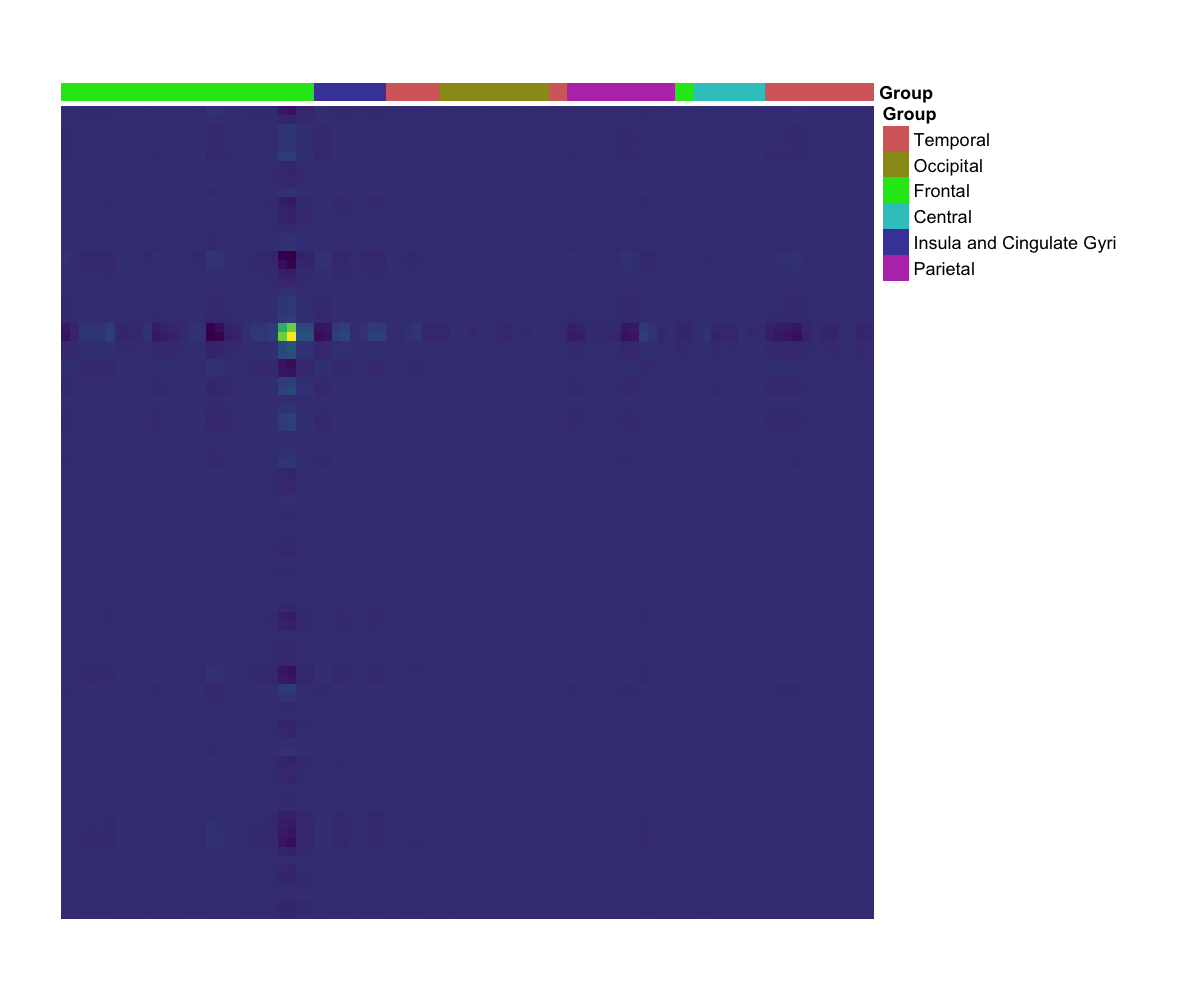 Group
Group
Temporal
Occipital
Frontal
Central
Insula and Cingulate Gyri
Parietal